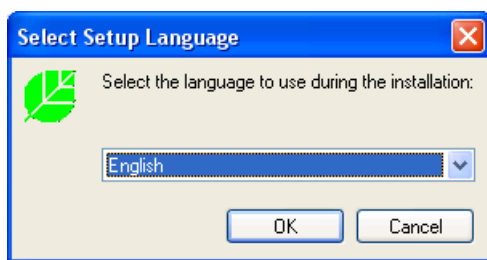 Select Setup Language
Select the language to use during the installation:
English
OK
Cancel